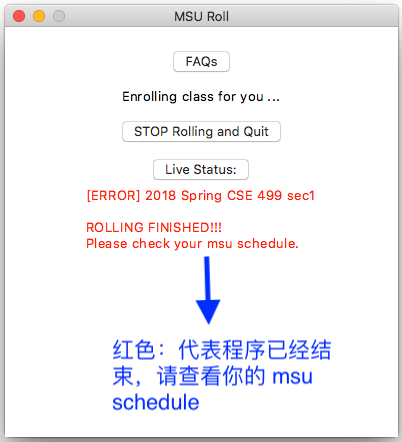 MSU Roll
FAQs
Enrolling class for you ...
STOP Rolling and Quit
Live Status:
[ERROR] 2018 Spring CSE 499 sec1
ROLLING FINISHED!!!
Please check your msu schedule.
红色：代表程序已经结
束，请查看你的 msu
schedule